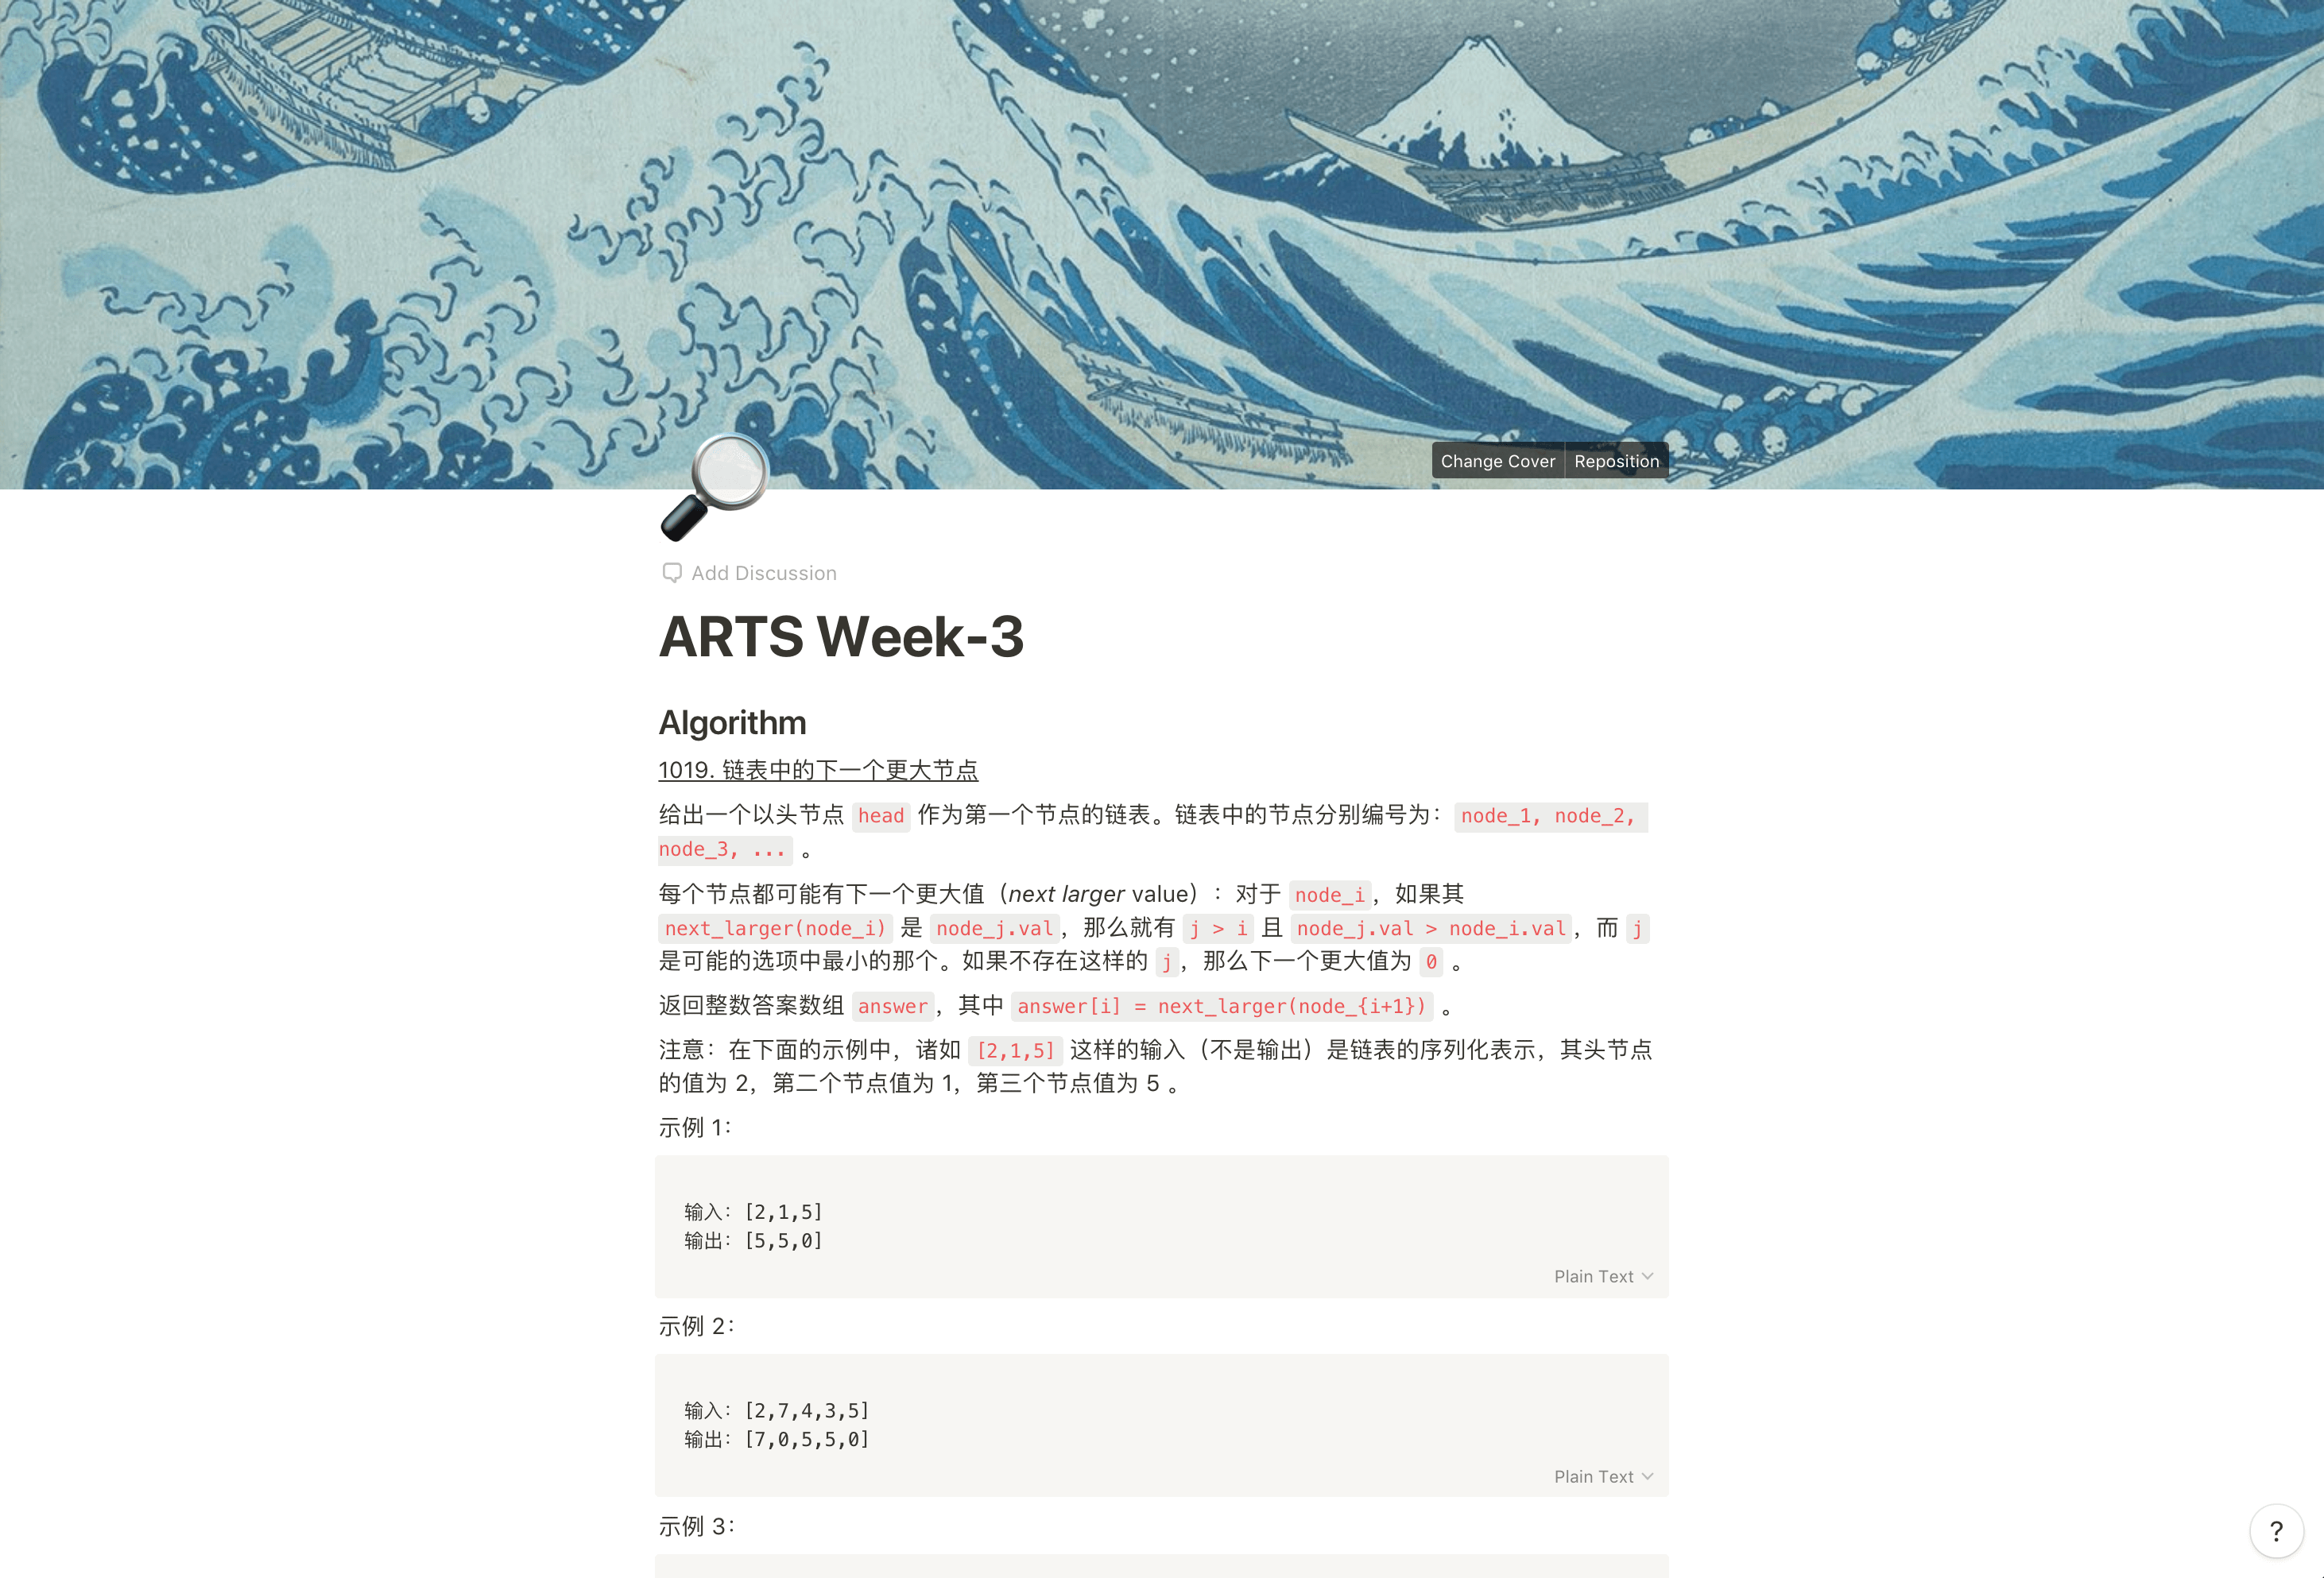 Change Cover
Reposition
Add Discussion
ARTS Week-3
Algorithm
1019. 链表中的下一个更大节点
给出一个以头节点 head 作为第一个节点的链表。链表中的节点分别编号为：node_1, node_2,
node_3, ... 。
每个节点都可能有下一个更大值（next larger value）：对于 node_i，如果其
next_larger(node_i) 是 node_j.val，那么就有 j > i 且 node_j.val > node_i.val，而 j
是可能的选项中最小的那个。如果不存在这样的 j，那么下一个更大值为 0 。
返回整数答案数组 answer，其中 answer[i] = next_larger(node_{i+1}) 。
注意：在下面的示例中，诸如 [2,1,5] 这样的输入（不是输出）是链表的序列化表示，其头节点
的值为 2，第二个节点值为 1，第三个节点值为 5 。
示例 1：
输入：[2,1,5]
输出：[5,5,0]
Plain Text
示例 2：
输入：[2,7,4,3,5]
输出：[7,0,5,5,0]
Plain Text
示例 3：
?